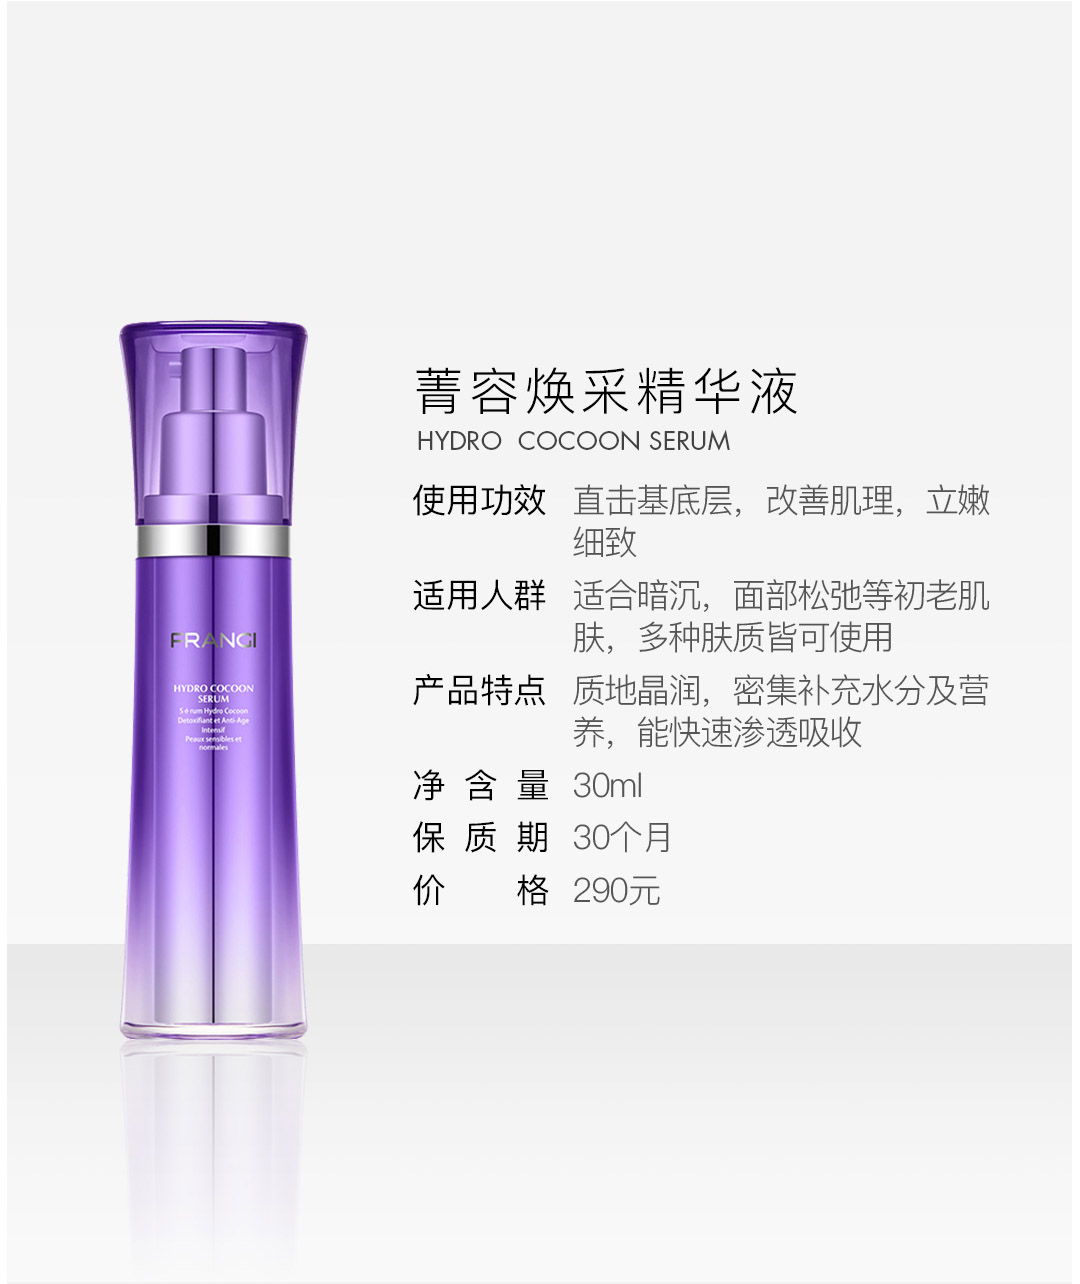 菁容焕采精华液
HYDRO COCOON SERUM
使用功效 直击基底层，改善肌理，立嫩
细致
适用人群 适合暗沉，面部松弛等初老肌
肤，多种肤质皆可使用
产品特点 质地晶润，密集补充水分及营
养，能快速渗透吸收
净含量 30ml
保质期 30个月
价格 290元
FRANGI
HYDRO COCOON
SERUM
S é rum Hydro Cocoon
Detoxifiant et Anti-Age
Intensif
Peaux sensibles et
normales